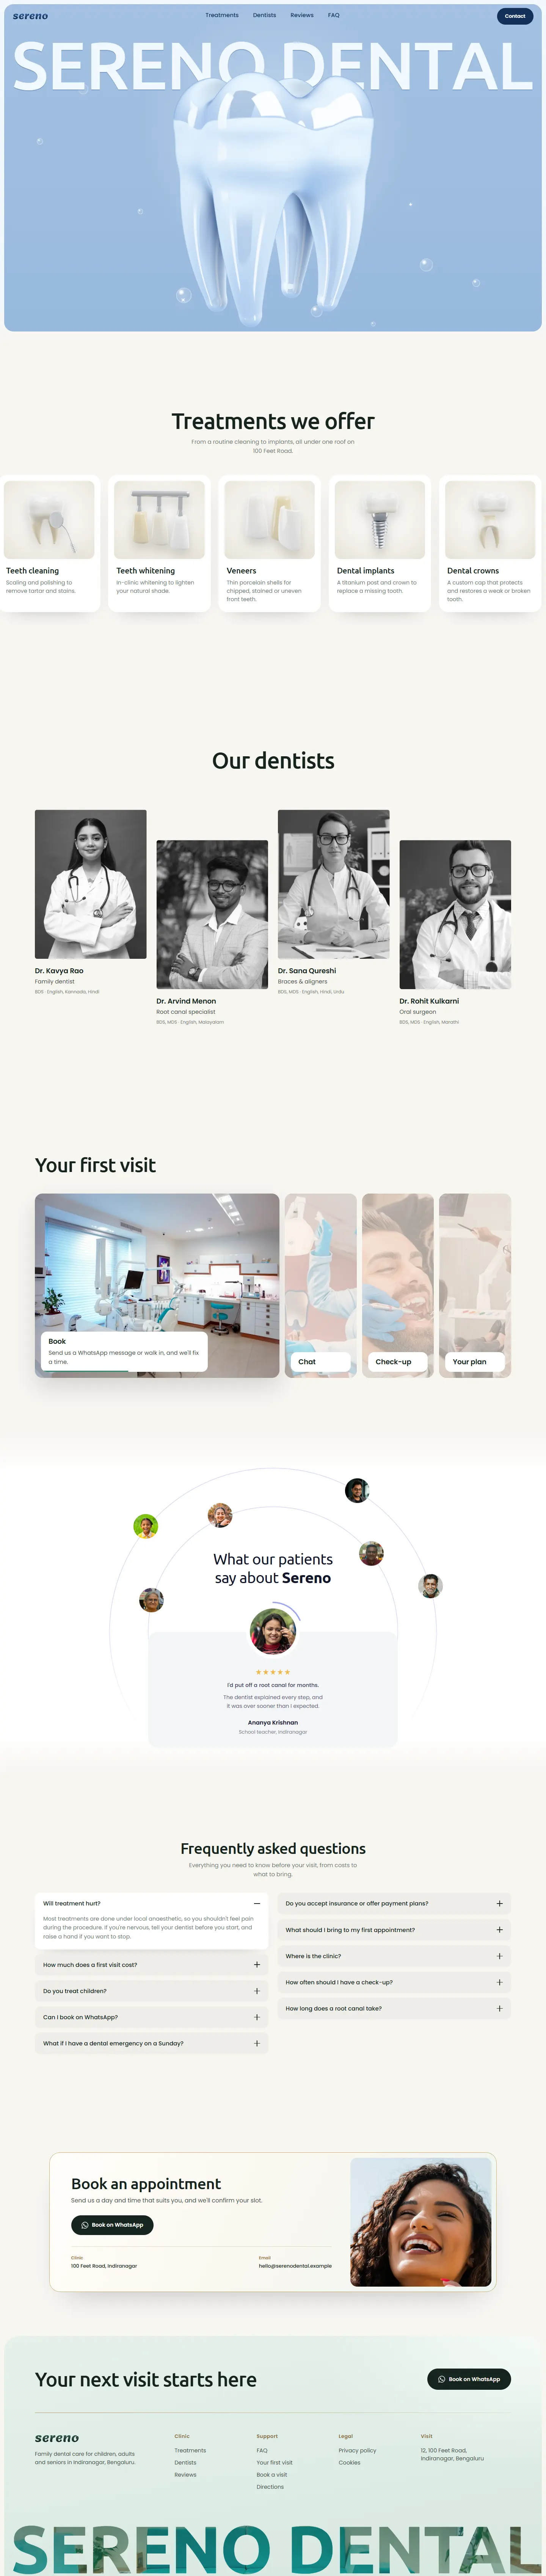 sereno
Treatments
Dentists
Reviews
FAQ
Contact
SERENO DENTAL
Treatments we offer
From a routine cleaning to implants, all under one roof on
100 Feet Road.
Teeth cleaning
Scaling and polishing to
remove tartar and stains.
Teeth whitening
In-clinic whitening to lighten
your natural shade.
Veneers
Thin porcelain shells for
chipped, stained or uneven
front teeth.
Dental implants
A titanium post and crown to
replace a missing tooth.
Dental crowns
A custom cap that protects
and restores a weak or broken
tooth.
Our dentists
Dr. Kavya Rao
Family dentist
BDS · English, Kannada, Hindi
Dr. Arvind Menon
Root canal specialist
BDS, MDS · English, Malayalam
Dr. Sana Qureshi
Braces & aligners
BDS, MDS · English, Hindi, Urdu
Dr. Rohit Kulkarni
Oral surgeon
BDS, MDS · English, Marathi
Your first visit
Book
Send us a WhatsApp message or walk in, and we'll fix
a time.
Chat
Check-up
Your plan
What our patients
say about Sereno
★★★★★
I'd put off a root canal for months.
The dentist explained every step, and
it was over sooner than I expected.
Ananya Krishnan
School teacher, Indiranagar
Frequently asked questions
Everything you need to know before your visit, from costs to
what to bring.
Will treatment hurt?
Most treatments are done under local anaesthetic, so you shouldn't feel pain
during the procedure. If you're nervous, tell your dentist before you start, and
raise a hand if you want to stop.
How much does a first visit cost?
Do you treat children?
Can I book on WhatsApp?
What if I have a dental emergency on a Sunday?
Do you accept insurance or offer payment plans?
What should I bring to my first appointment?
Where is the clinic?
How often should I have a check-up?
How long does a root canal take?
Book an appointment
Send us a day and time that suits you, and we'll confirm your slot.
Book on WhatsApp
Clinic
100 Feet Road, Indiranagar
Email
hello@serenodental.example
Your next visit starts here
Book on WhatsApp
sereno
Family dental care for children, adults
and seniors in Indiranagar, Bengaluru.
Clinic
Treatments
Dentists
Reviews
Support
FAQ
Your first visit
Book a visit
Directions
Legal
Privacy policy
Cookies
Visit
12, 100 Feet Road,
Indiranagar, Bengaluru
SERENO DENTAL